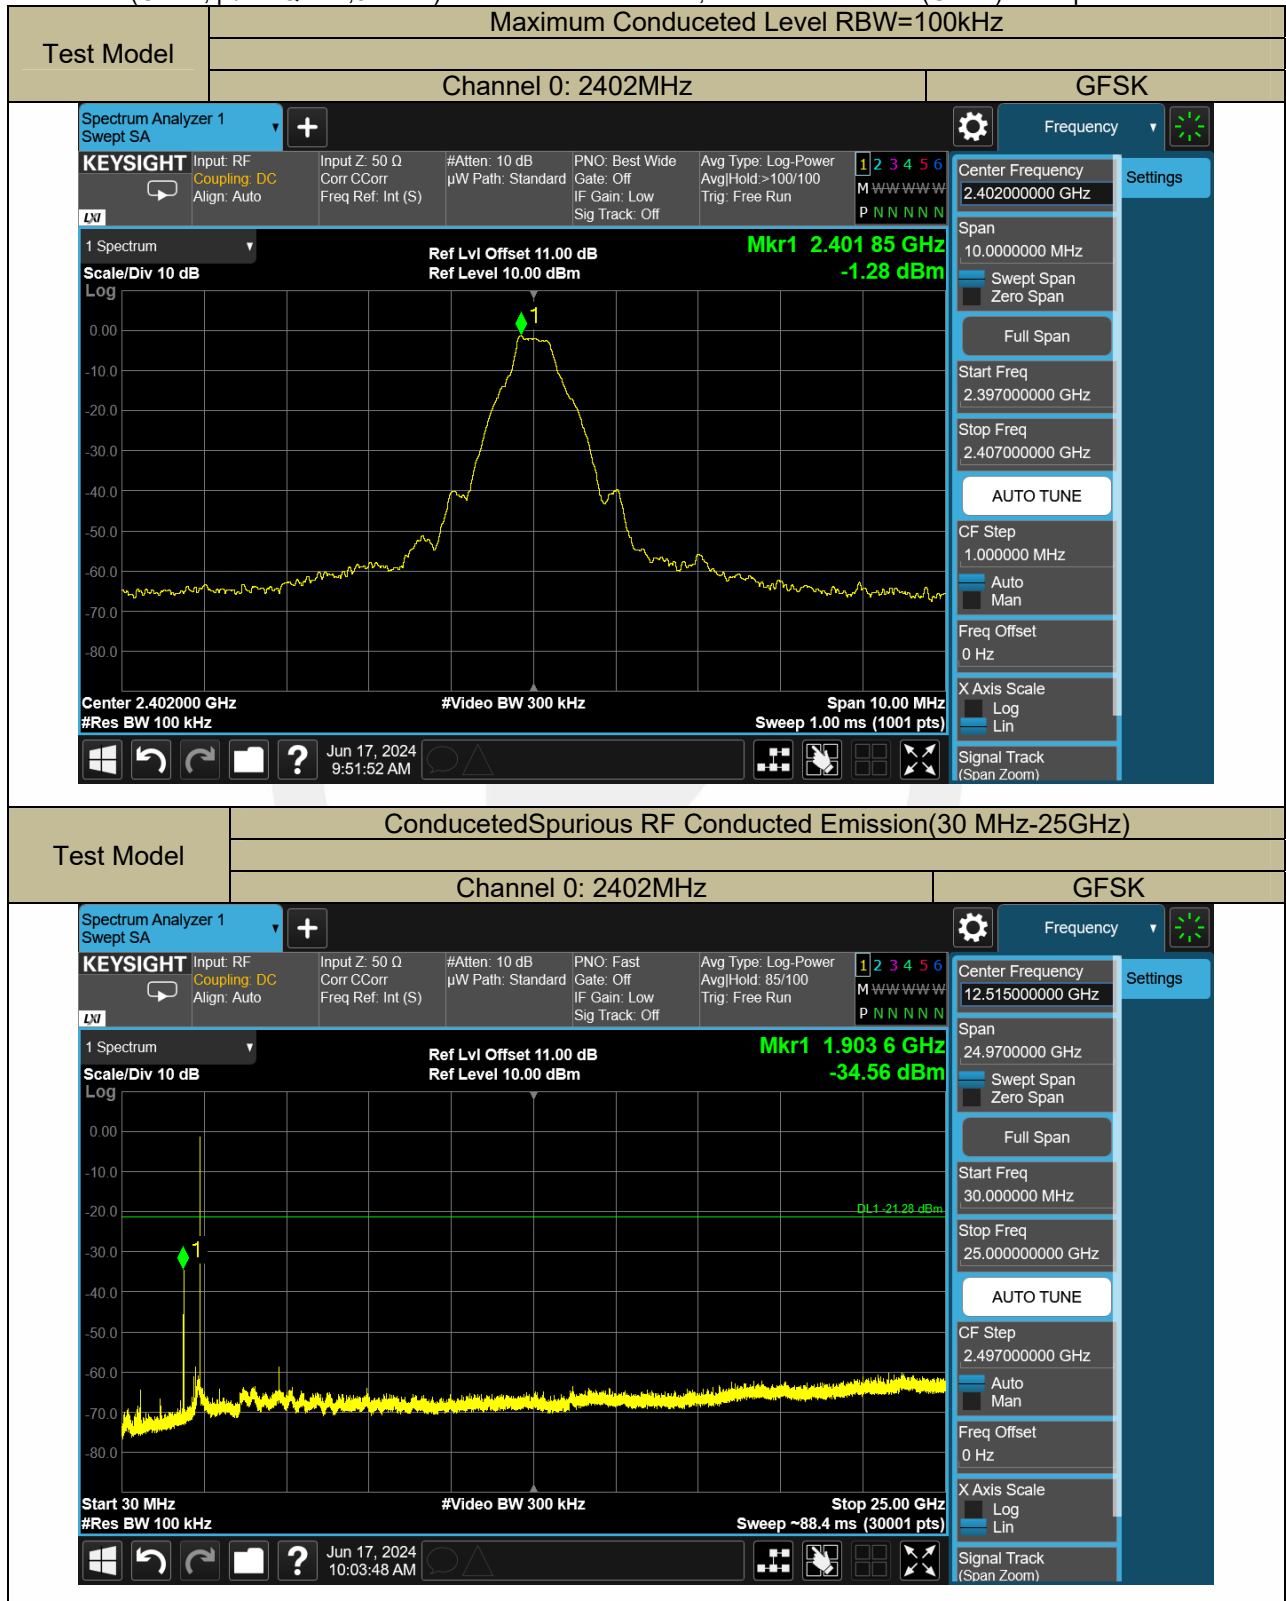 Maximum Conduceted Level RBW=100kHz
Test Model
Channel 0: 2402MHz
GFSK
Spectrum Analyzer 1
Swept SA
Frequency
KEYSIGHT
LXI
Input: RF
Coupling: DC
Align: Auto
Input Z: 50 Ω
Corr CCorr
Freq Ref: Int (S)
#Atten: 10 dB
µW Path: Standard
PNO: Best Wide
Gate: Off
IF Gain: Low
Sig Track: Off
Avg Type: Log-Power
Avg|Hold:>100/100
Trig: Free Run
1 2 3 4 5 6
M W W W W W
P N N N N N
1 Spectrum
Scale/Div 10 dB
Log
Ref Lvl Offset 11.00 dB
Ref Level 10.00 dBm
Mkr1 2.401 85 GHz
-1.28 dBm
1
0.00
-10.0
-20.0
-30.0
-40.0
-50.0
-60.0
-70.0
-80.0
Center 2.402000 GHz
#Res BW 100 kHz
#Video BW 300 kHz
Span 10.00 MHz
Sweep 1.00 ms (1001 pts)
Jun 17, 2024
9:51:52 AM
Center Frequency
2.402000000 GHz
Settings
Span
10.0000000 MHz
Swept Span
Zero Span
Full Span
Start Freq
2.397000000 GHz
Stop Freq
2.407000000 GHz
AUTO TUNE
CF Step
1.000000 MHz
Auto
Man
Freq Offset
0 Hz
X Axis Scale
Log
Lin
Signal Track
(Span Zoom)
ConducetedSpurious RF Conducted Emission(30 MHz-25GHz)
Test Model
Channel 0: 2402MHz
GFSK
Spectrum Analyzer 1
Swept SA
Frequency
KEYSIGHT
LXI
Input: RF
Coupling: DC
Align: Auto
Input Z: 50 Ω
Corr CCorr
Freq Ref: Int (S)
#Atten: 10 dB
µW Path: Standard
PNO: Fast
Gate: Off
IF Gain: Low
Sig Track: Off
Avg Type: Log-Power
Avg|Hold: 85/100
Trig: Free Run
1 2 3 4 5 6
M W W W W W
P N N N N N
1 Spectrum
Scale/Div 10 dB
Log
Ref Lvl Offset 11.00 dB
Ref Level 10.00 dBm
Mkr1 1.903 6 GHz
-34.56 dBm
DL1 -21.28 dBm
1
0.00
-10.0
-20.0
-30.0
-40.0
-50.0
-60.0
-70.0
-80.0
Start 30 MHz
#Res BW 100 kHz
#Video BW 300 kHz
Stop 25.00 GHz
Sweep ~88.4 ms (30001 pts)
Jun 17, 2024
10:03:48 AM
Center Frequency
12.515000000 GHz
Settings
Span
24.9700000 GHz
Swept Span
Zero Span
Full Span
Start Freq
30.000000 MHz
Stop Freq
25.000000000 GHz
AUTO TUNE
CF Step
2.497000000 GHz
Auto
Man
Freq Offset
0 Hz
X Axis Scale
Log
Lin
Signal Track
(Span Zoom)